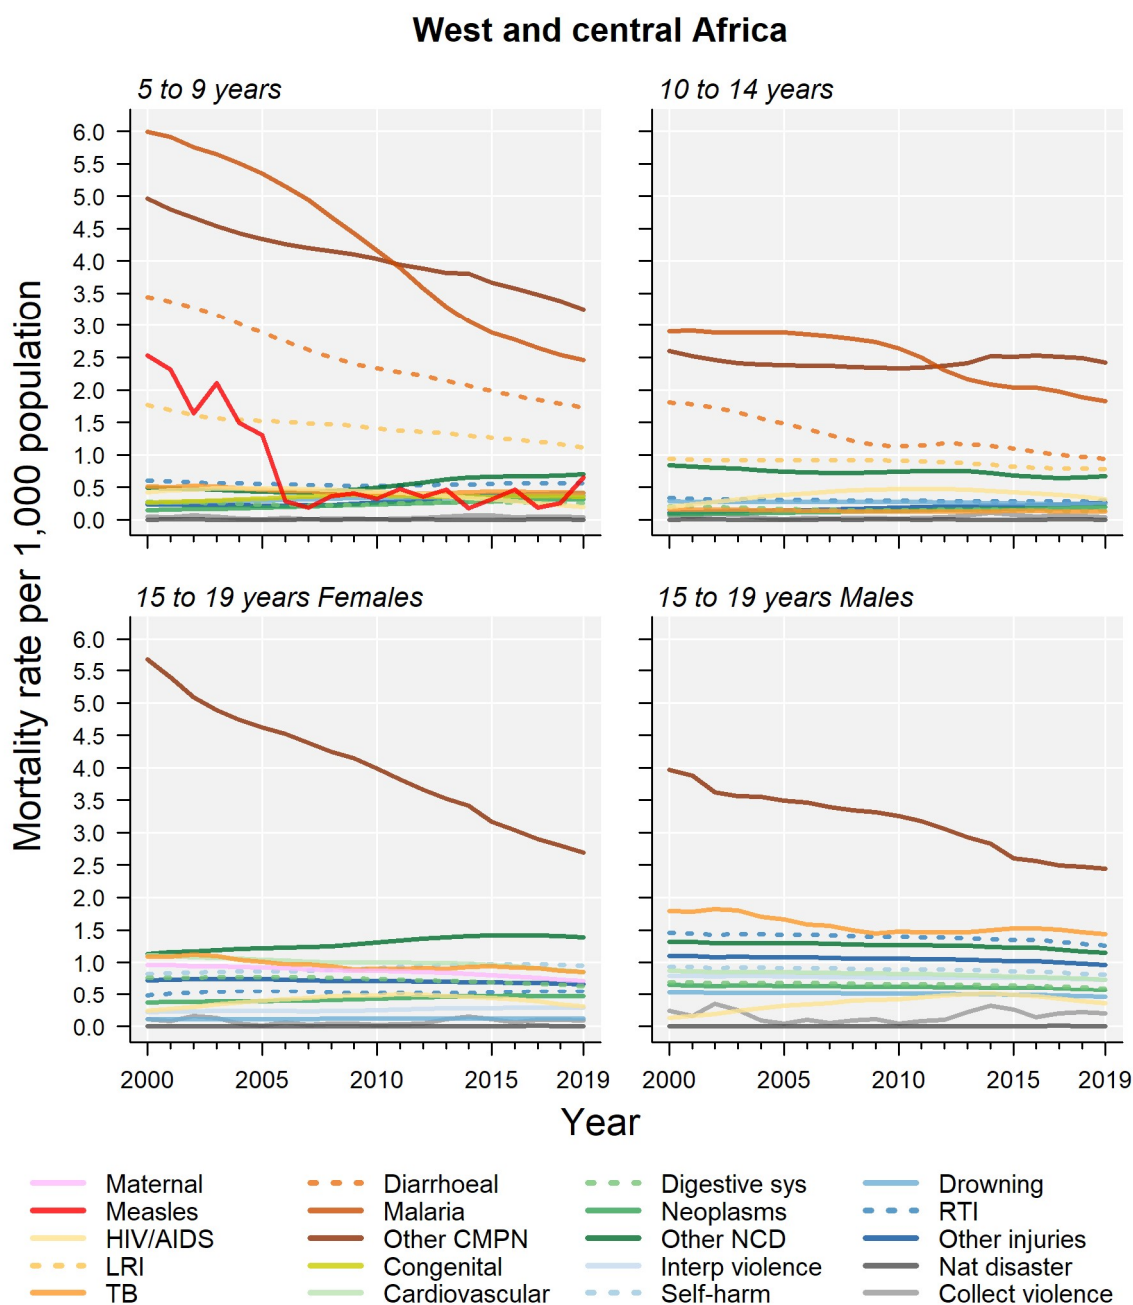 West and central Africa
5 to 9 years
10 to 14 years
6.0
5.5
5.0
4.5
4.0
3.5
3.0
2.5
2.0
1.5
1.0
0.5
0.0
Mortality rate per 1,000 population
15 to 19 years Females
15 to 19 years Males
6.0
5.5
5.0
4.5
4.0
3.5
3.0
2.5
2.0
1.5
1.0
0.5
0.0
2000 2005 2010 2015 2019 2000 2005 2010 2015 2019
Year
Maternal Diarrhoeal Digestive sys Drowning
Measles Malaria Neoplasms RTI
HIV/AIDS Other CMPN Other NCD Other injuries
LRI Congenital Interp violence Nat disaster
TB Cardiovascular Self-harm Collect violence